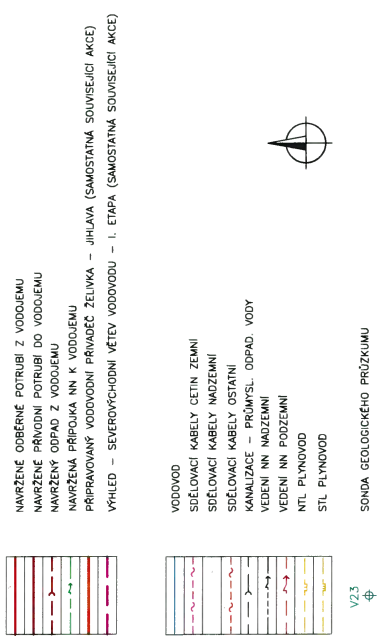 NAVRŽENÉ ODBĚRNÉ POTRUBÍ Z VODOJEMU
NAVRŽENÉ PŘÍVODNÍ POTRUBÍ DO VODOJEMU
NAVRŽENÝ ODPAD Z VODOJEMU
NAVRŽENÁ PŘIPOJKA NN K VODOJEMU
PŘIPRAVOVANÝ VODOVODNÍ PŘIVADĚČ ŽELIVKA – JIHLAVA (SAMOSTATNÁ SOUVISEJÍCÍ AKCE)
VÝHLED – SEVEROVÝCHODNÍ VĚTEV VODOVODU – I. ETAPA (SAMOSTATNÁ SOUVISEJÍCÍ AKCE)
VODOVOD
SDĚLOVACÍ KABELY CETIN ZEMNÍ
SDĚLOVACÍ KABELY NADZEMNÍ
SDĚLOVACÍ KABELY OSTATNÍ
KANALIZACE – PRŮMYSL. ODPAD. VODY
VEDENÍ NN NADZEMNÍ
VEDENÍ NN PODZEMNÍ
NTL PLYNOVOD
STL PLYNOVOD
V23
SONDA GEOLOGICKÉHO PRŮZKUMU